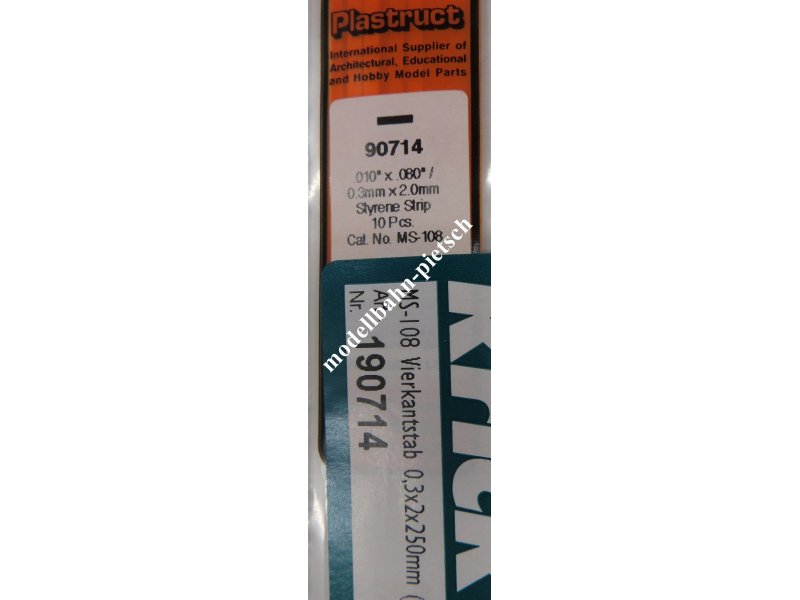 Plastruct
International Supplier of
Architectural, Educational
and Hobby Model Parts
90714
.010" x .080" /
0.3mm x 2.0mm
Styrene Strip
10 Pcs.
Cat. No. MS-108
modellbahn-pietsch
krick
MS-108 Vierkantstab 0,3x2x250mm (
Nr. 190714